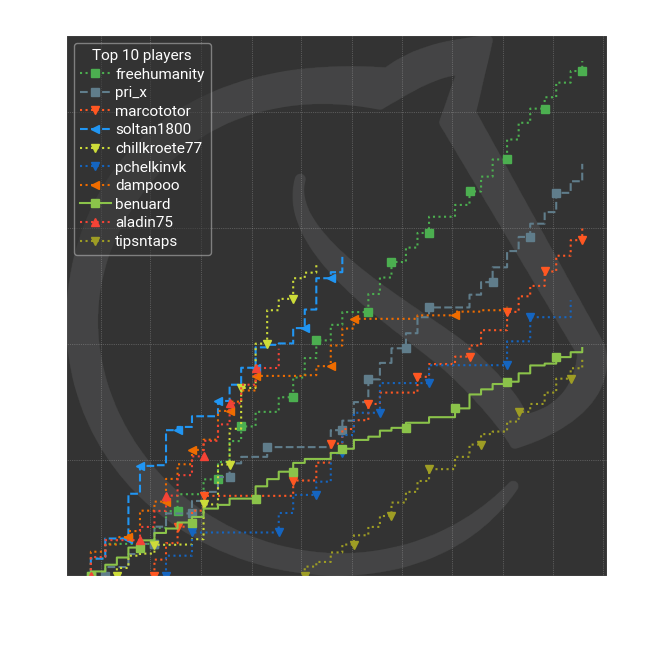 Top 10 players
freehumanity
pri_x
marcototor
soltan1800
chillkroete77
pchelkinvk
dampooo
benuard
aladin75
tipsntaps